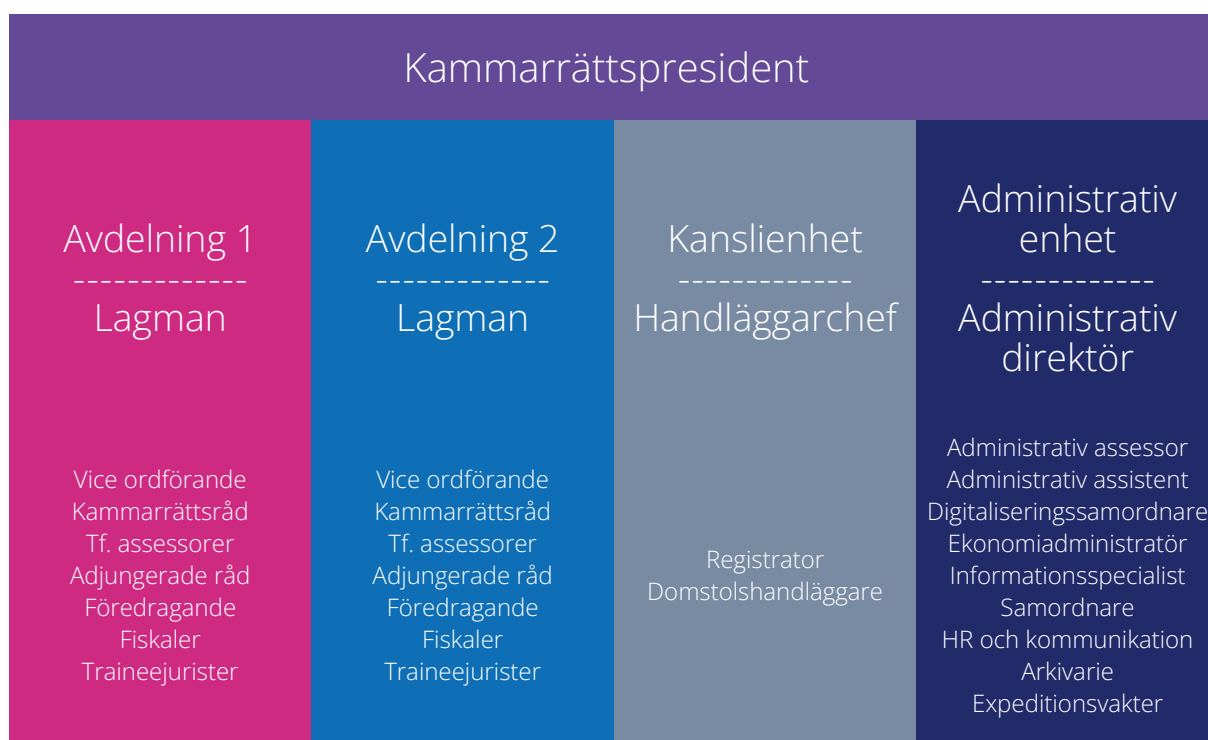 Kammarrättspresident
Avdelning 1
-------------
Lagman
Vice ordförande
Kammarrättsråd
Tf. assessorer
Adjungerade råd
Föredragande
Fiskaler
Traineejurister
Avdelning 2
-------------
Lagman
Vice ordförande
Kammarrättsråd
Tf. assessorer
Adjungerade råd
Föredragande
Fiskaler
Traineejurister
Kanslienhet
-------------
Handläggarchef
Registrator
Domstolshandläggare
Administrativ
enhet
-------------
Administrativ
direktör
Administrativ assessor
Administrativ assistent
Digitaliseringssamordnare
Ekonomiadministratör
Informationsspecialist
Samordnare
HR och kommunikation
Arkivarie
Expeditionsvakter